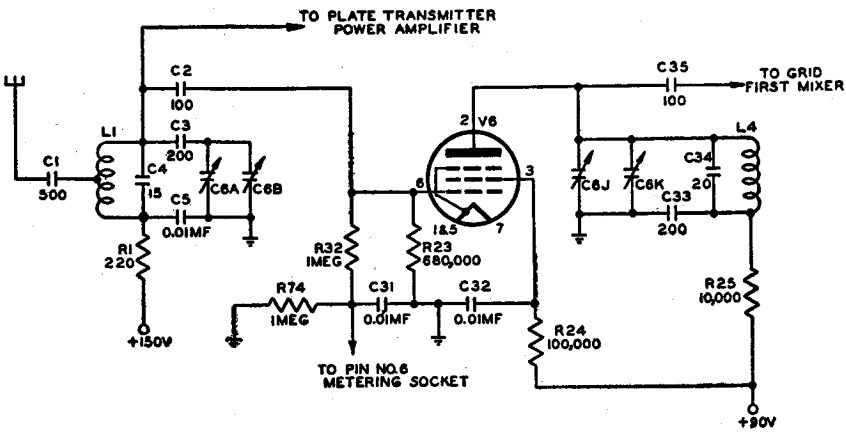 TO PLATE TRANSMITTER
POWER AMPLIFIER
C2
100
C35
100
TO GRID
FIRST MIXER
L1
C3
200
2 V6
L4
C1
500
C4
15
C6A
C6B
6
3
C6J
C6K
C34
20
C5
0.01MF
1&5
7
C33
200
R1
220
R32
1MEG
R23
680,000
R74
1MEG
C31
0.01MF
C32
0.01MF
R25
10,000
+150V
R24
100,000
TO PIN NO.6
METERING SOCKET
+90V